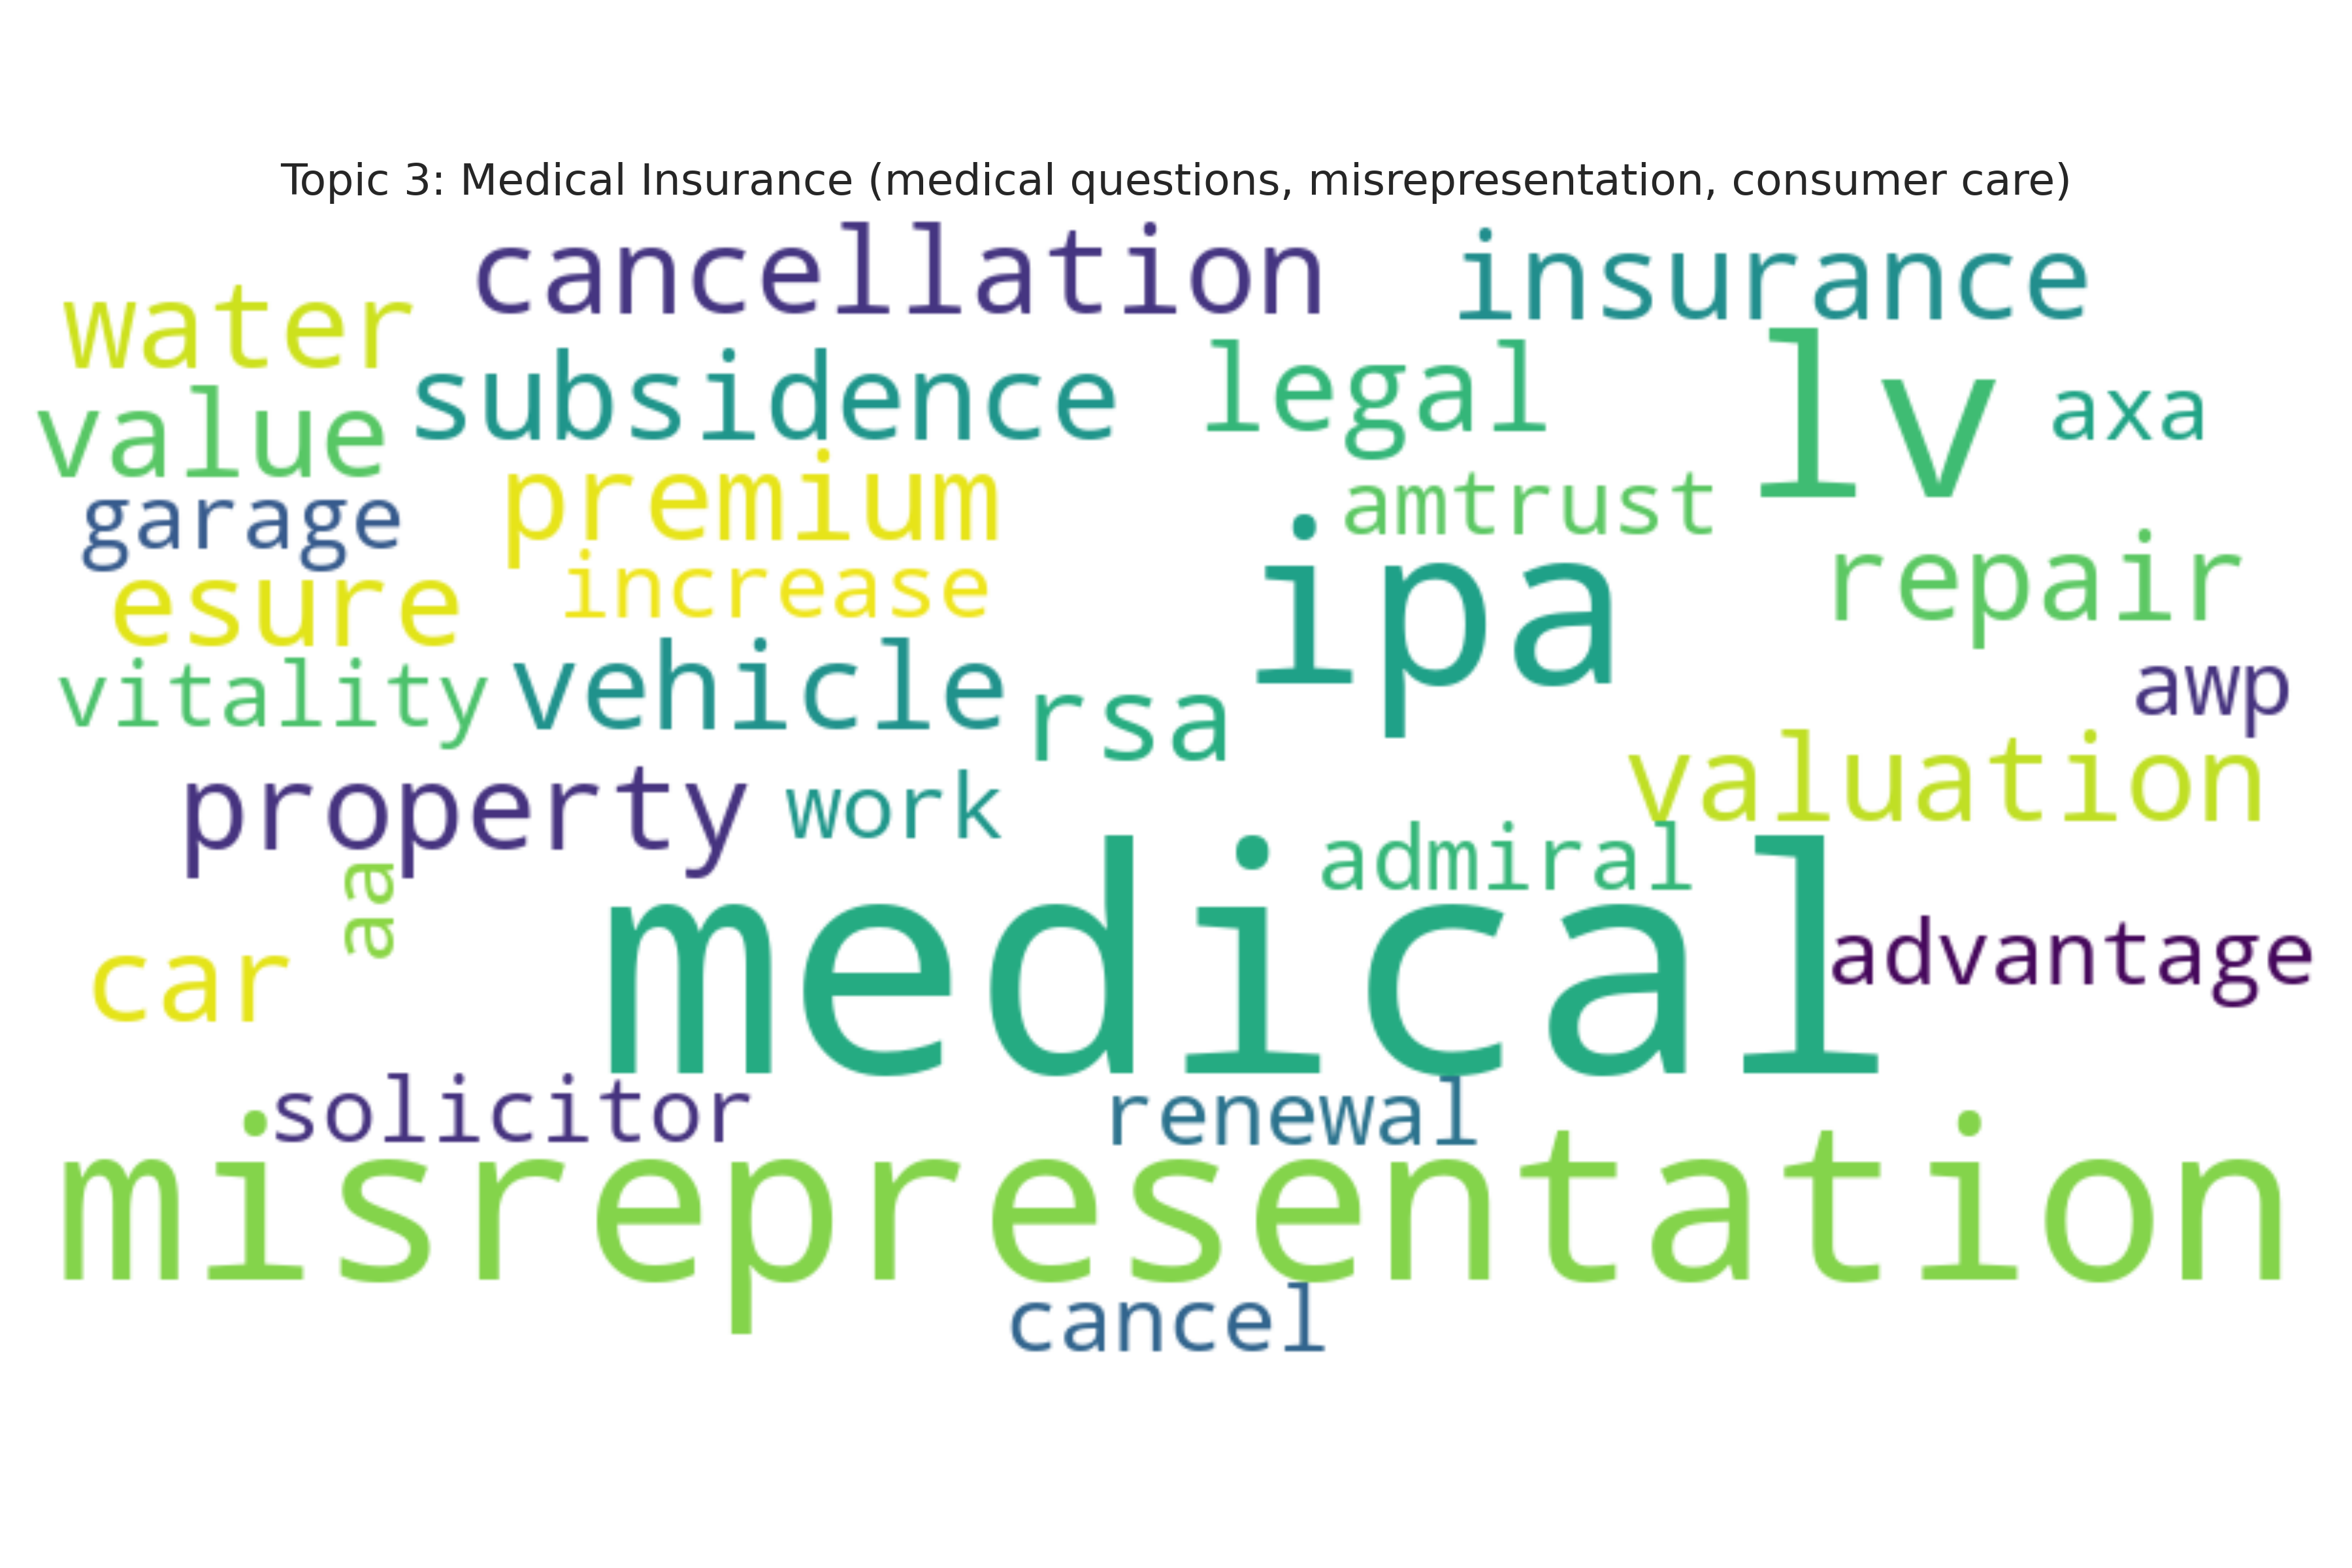 Topic 3: Medical Insurance (medical questions, misrepresentation, consumer care)
cancellation
insurance
water
subsidence
legal
lv
axa
value
premium
amtrust
garage
increase
ipa
repair
esure
vitality
vehicle
rsa
awp
property
work
valuation
admiral
aa
medical
advantage
car
solicitor
renewal
misrepresentation
cancel